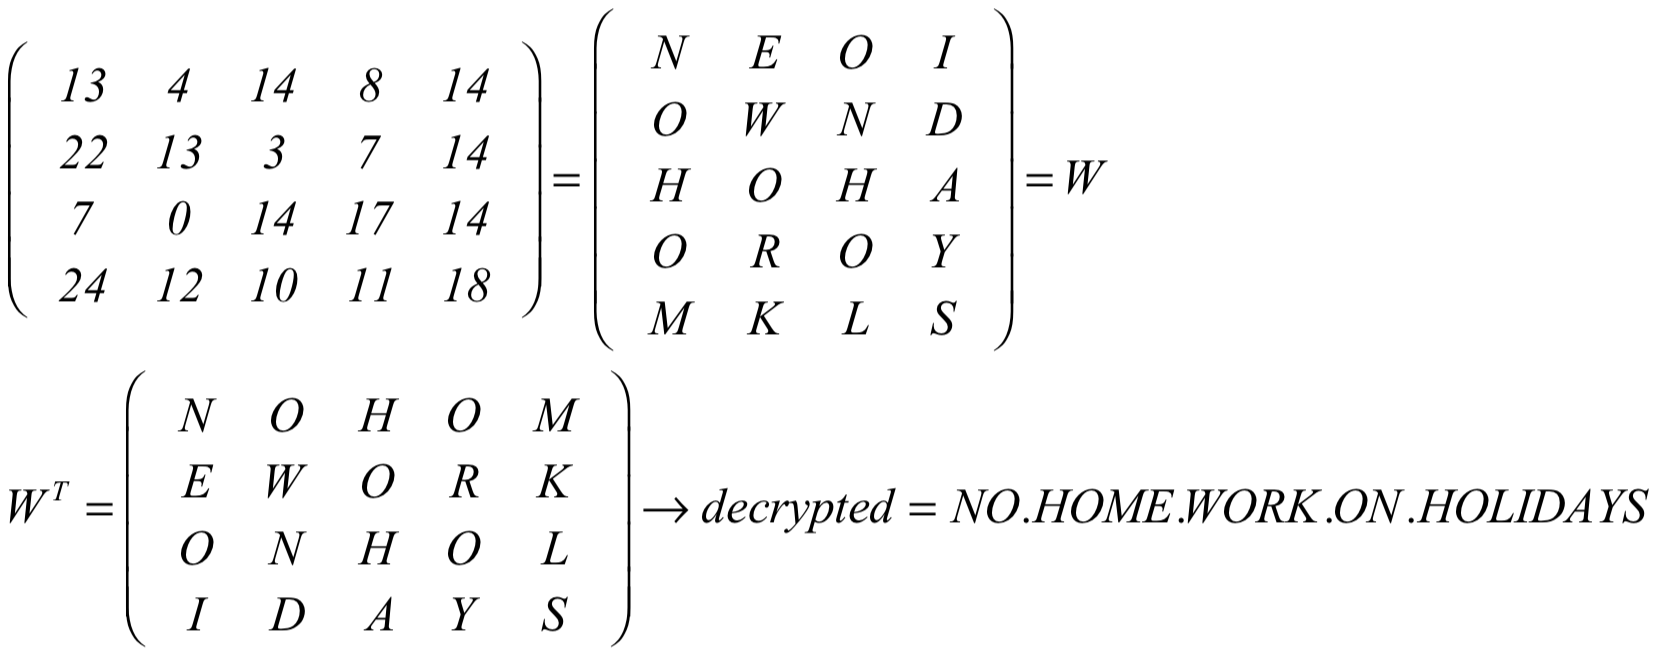 ( 13 4 14 8 14 ; 22 13 3 7 14 ; 7 0 14 17 14 ; 24 12 10 11 18 ) = ( N E O I ; O W N D ; H O H A ; O R O Y ; M K L S ) = W
W^T = ( N O H O M ; E W O R K ; O N H O L ; I D A Y S ) → decrypted = NO.HOME.WORK.ON.HOLIDAYS